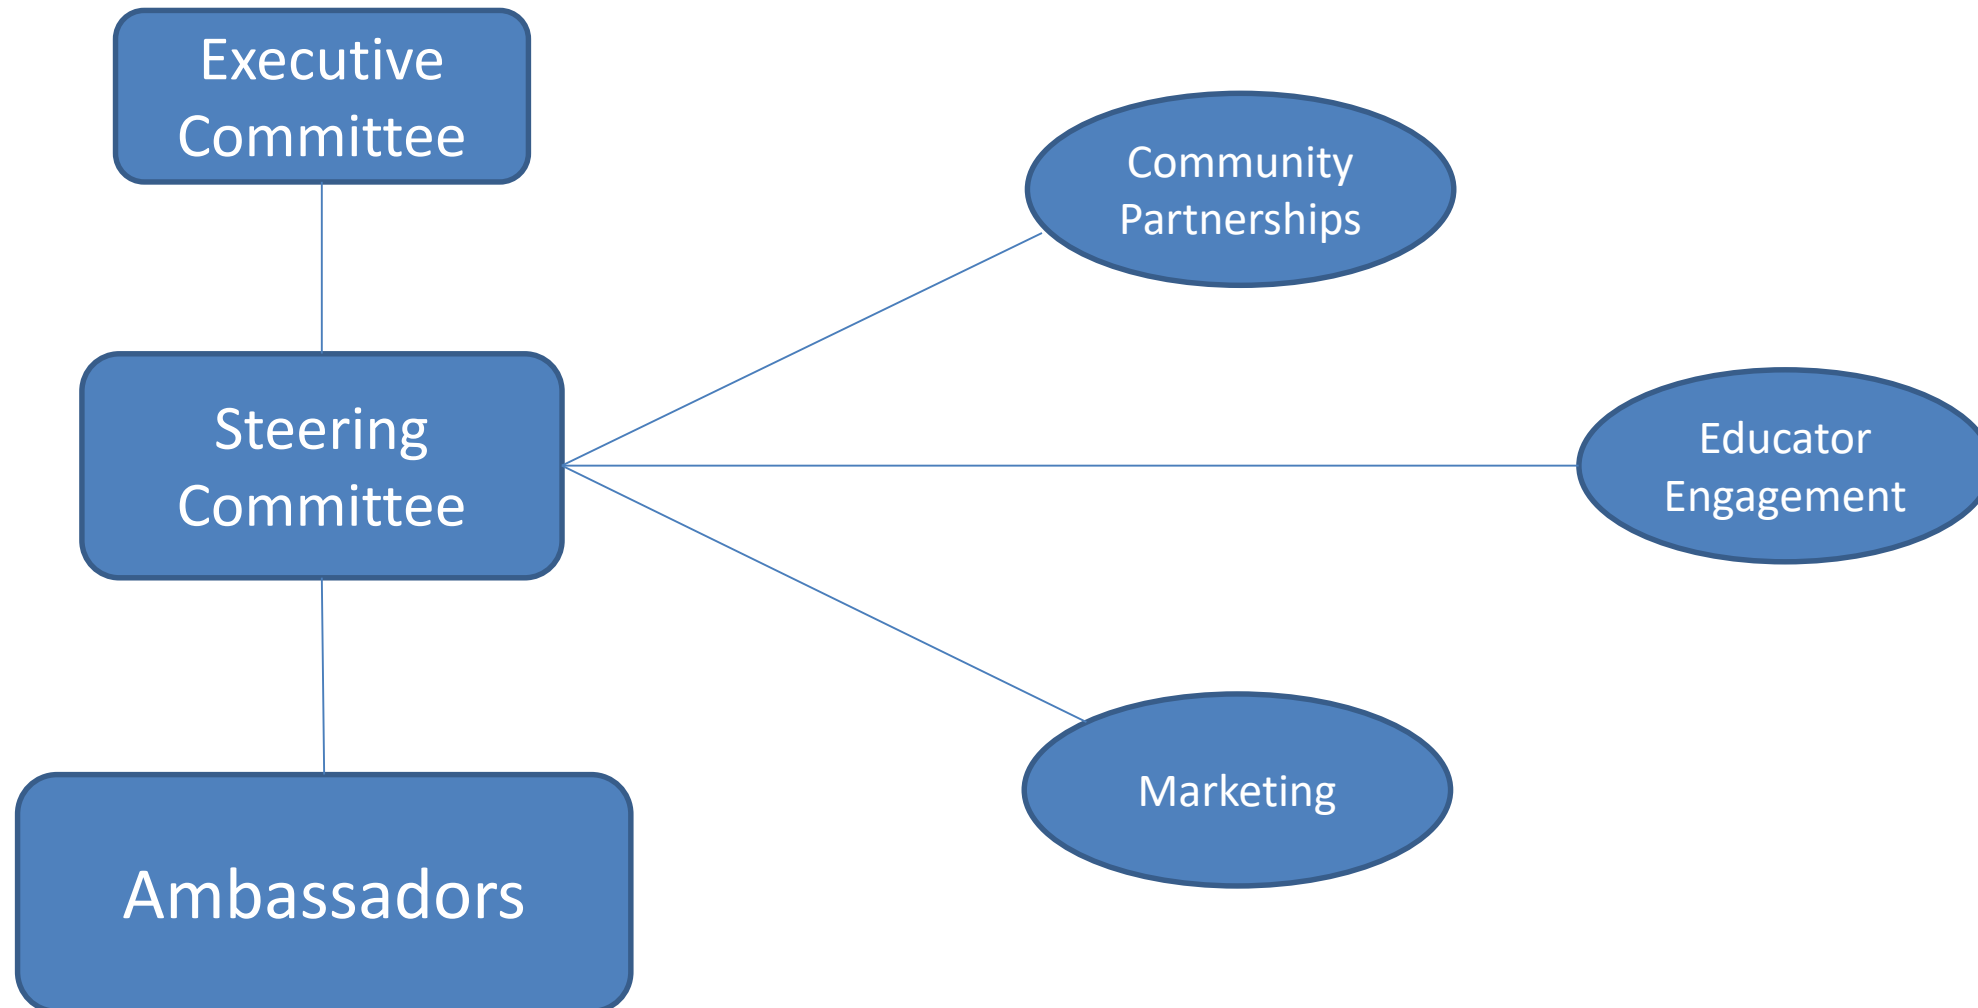 Executive
Committee
Community
Partnerships
Steering
Committee
Educator
Engagement
Marketing
Ambassadors